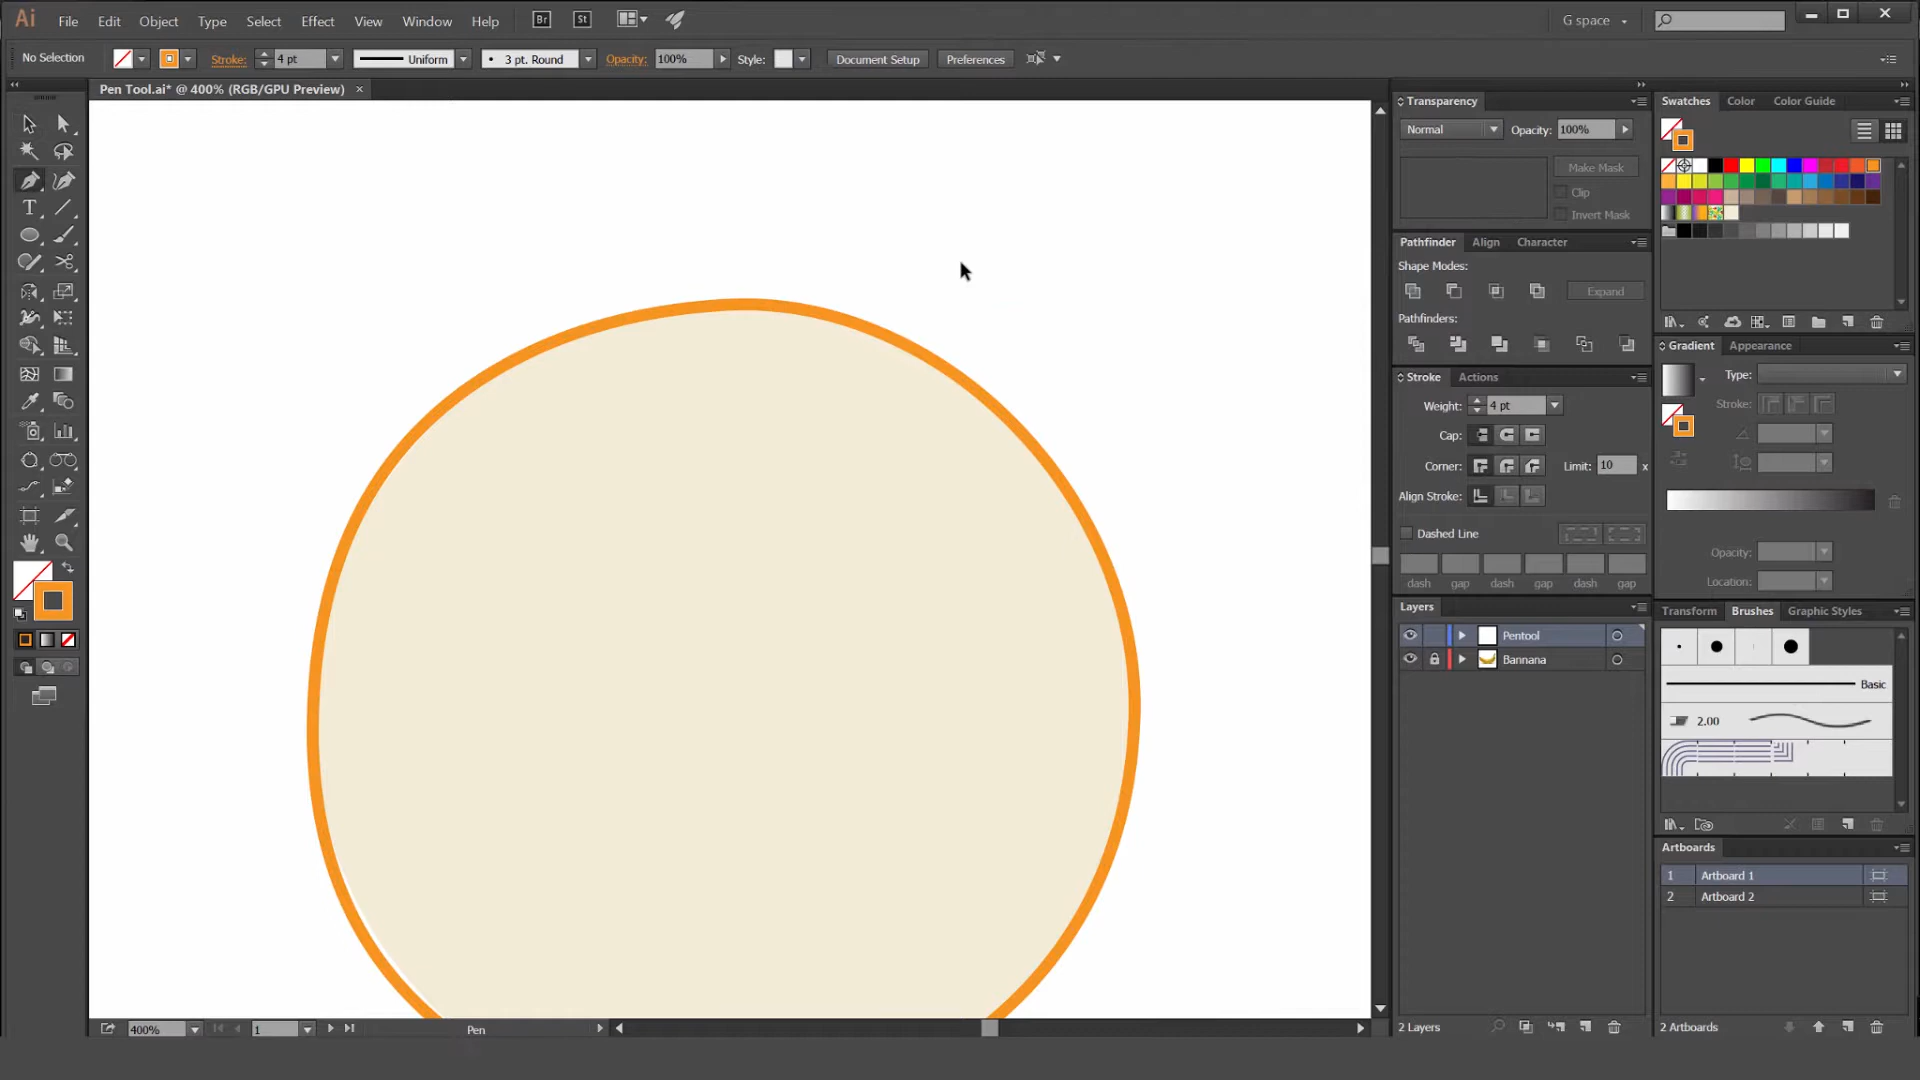 Ai File Edit Object Type Select Effect View Window Help Br St G space
No Selection Stroke: 4 pt Uniform 3 pt. Round Opacity: 100% Style: Document Setup Preferences
Pen Tool.ai* @ 400% (RGB/GPU Preview) ×
Transparency
Normal Opacity: 100%
Make Mask
Clip
Invert Mask
Pathfinder Align Character
Shape Modes:
Expand
Pathfinders:
Stroke Actions
Weight: 4 pt
Cap:
Corner: Limit: 10 x
Align Stroke:
Dashed Line
dash gap dash gap dash gap
Layers
Pentool
Bannana
2 Layers
Swatches Color Color Guide
Gradient Appearance
Type:
Stroke:
Opacity:
Location:
Transform Brushes Graphic Styles
Basic
2.00
Artboards
1 Artboard 1
2 Artboard 2
2 Artboards
T
400% 1 Pen